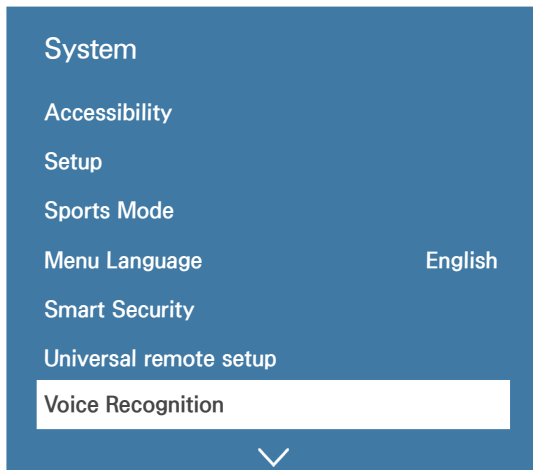 System
Accessibility
Setup
Sports Mode
Menu Language English
Smart Security
Universal remote setup
Voice Recognition